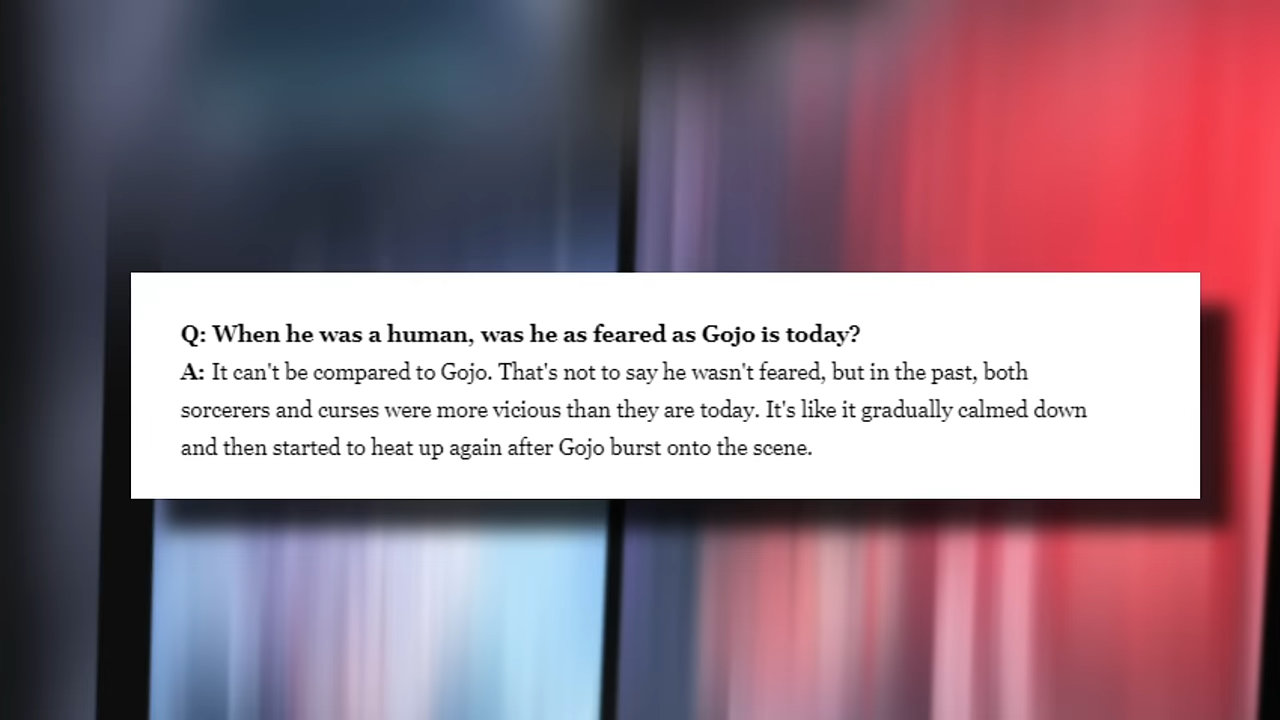 Q: When he was a human, was he as feared as Gojo is today?
A: It can't be compared to Gojo. That's not to say he wasn't feared, but in the past, both
sorcerers and curses were more vicious than they are today. It's like it gradually calmed down
and then started to heat up again after Gojo burst onto the scene.